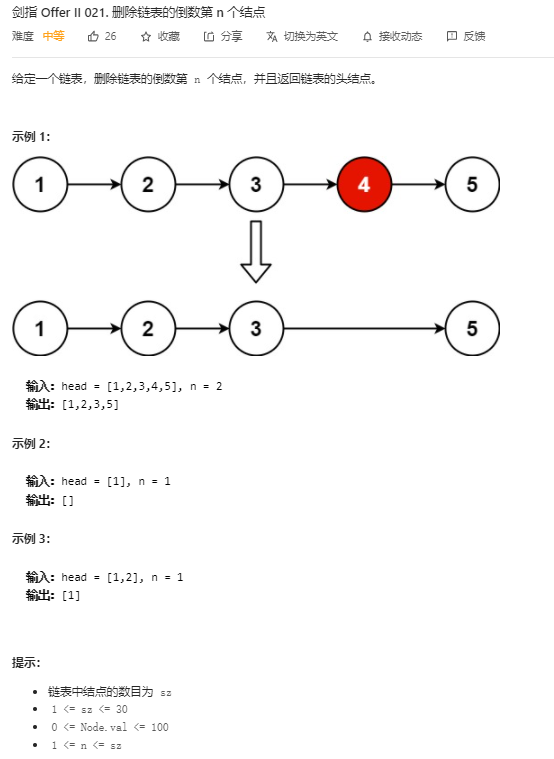 剑指 Offer II 021. 删除链表的倒数第 n 个结点
难度 中等 26 收藏 分享 切换为英文 接收动态 反馈
给定一个链表，删除链表的倒数第 n 个结点，并且返回链表的头结点。
示例 1：
1 2 3 4 5
1 2 3 5
输入：head = [1,2,3,4,5], n = 2
输出：[1,2,3,5]
示例 2：
输入：head = [1], n = 1
输出：[]
示例 3：
输入：head = [1,2], n = 1
输出：[1]
提示：
• 链表中结点的数目为 sz
• 1 <= sz <= 30
• 0 <= Node.val <= 100
• 1 <= n <= sz